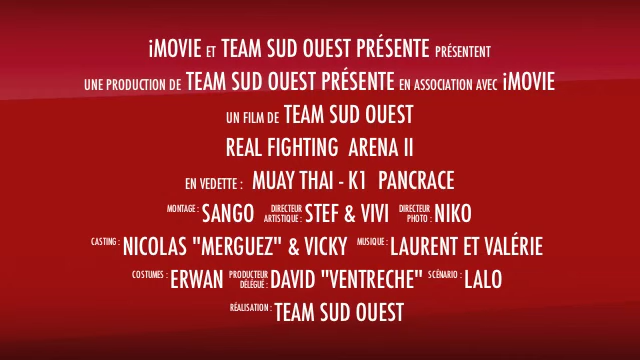 iMOVIE ET TEAM SUD OUEST PRÉSENTE PRÉSENTENT
UNE PRODUCTION DE TEAM SUD OUEST PRÉSENTE EN ASSOCIATION AVEC iMOVIE
UN FILM DE TEAM SUD OUEST
REAL FIGHTING ARENA II
EN VEDETTE : MUAY THAI - K1 PANCRACE
MONTAGE : SANGO DIRECTEUR ARTISTIQUE : STEF & VIVI DIRECTEUR PHOTO : NIKO
CASTING : NICOLAS "MERGUEZ" & VICKY MUSIQUE : LAURENT ET VALÉRIE
COSTUMES : ERWAN PRODUCTEUR DÉLÉGUÉ : DAVID "VENTRECHE" SCÉNARIO : LALO
RÉALISATION : TEAM SUD OUEST